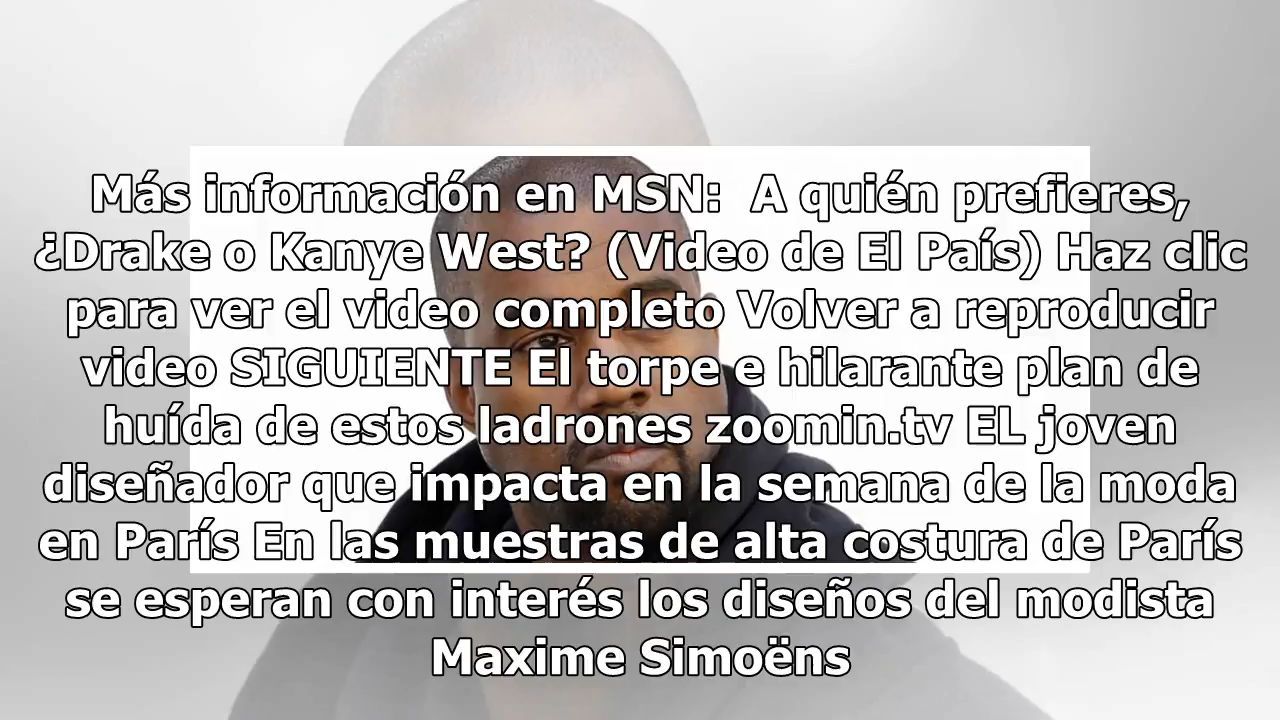 Más información en MSN:  A quién prefieres,
¿Drake o Kanye West? (Video de El País) Haz clic
para ver el video completo Volver a reproducir
video SIGUIENTE El torpe e hilarante plan de
huída de estos ladrones zoomin.tv EL joven
diseñador que impacta en la semana de la moda
en París En las muestras de alta costura de París
se esperan con interés los diseños del modista
Maxime Simoëns